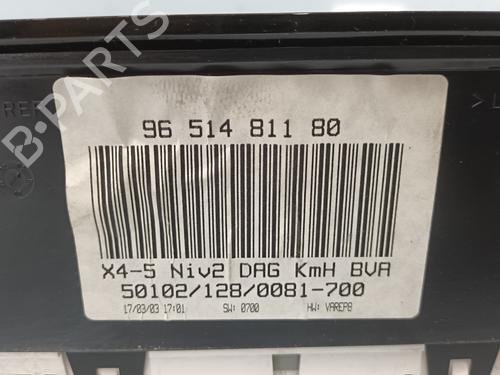 REF
96 514 811 80
X4-5 Niv2 DAG KmH BVA
50102/128/0081-700
17/03/03 17:01 SW: 0700 HW: VAREP8
B-PARTS